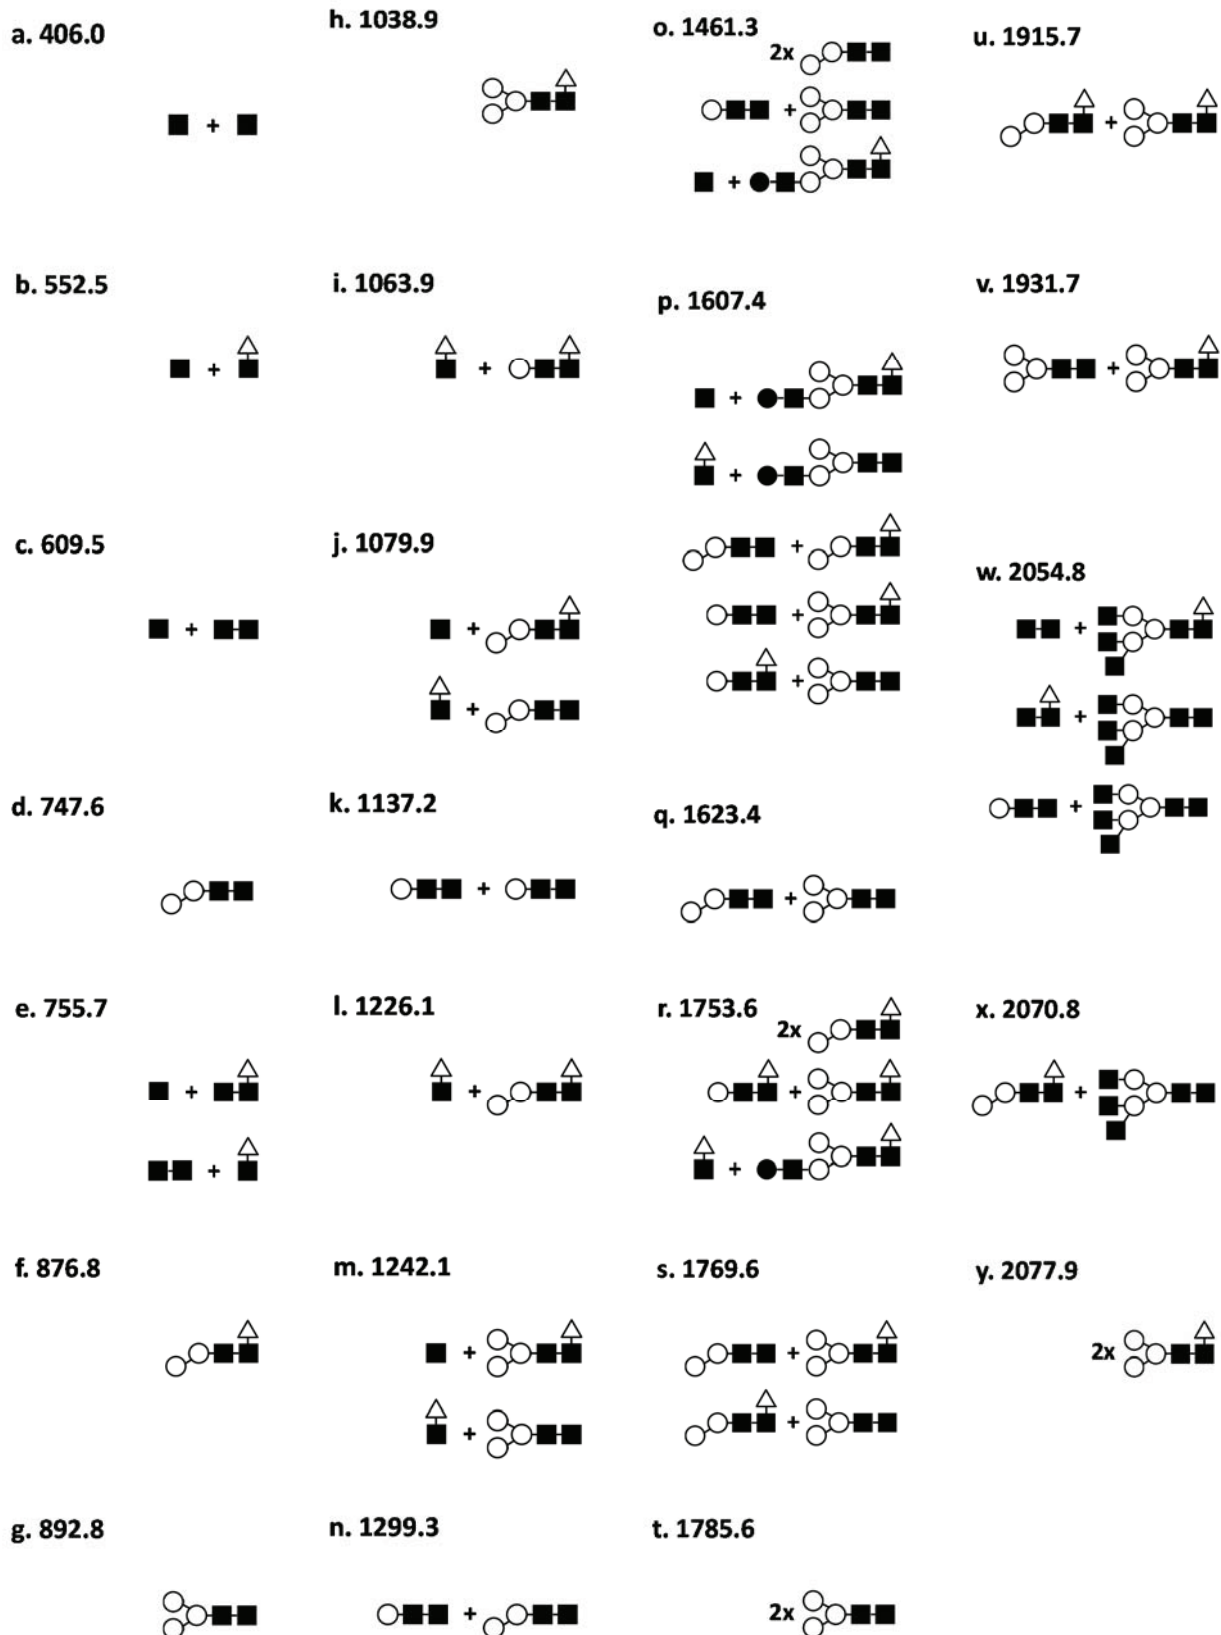 a. 406.0
+
b. 552.5
+
c. 609.5
+
d. 747.6
e. 755.7
+
+
f. 876.8
g. 892.8
h. 1038.9
i. 1063.9
+
j. 1079.9
+
+
k. 1137.2
+
l. 1226.1
+
m. 1242.1
+
+
n. 1299.3
+
o. 1461.3
2x
+
+
p. 1607.4
+
+
+
+
+
q. 1623.4
+
r. 1753.6
2x
+
+
s. 1769.6
+
+
t. 1785.6
2x
u. 1915.7
+
v. 1931.7
+
w. 2054.8
+
+
+
x. 2070.8
+
y. 2077.9
2x